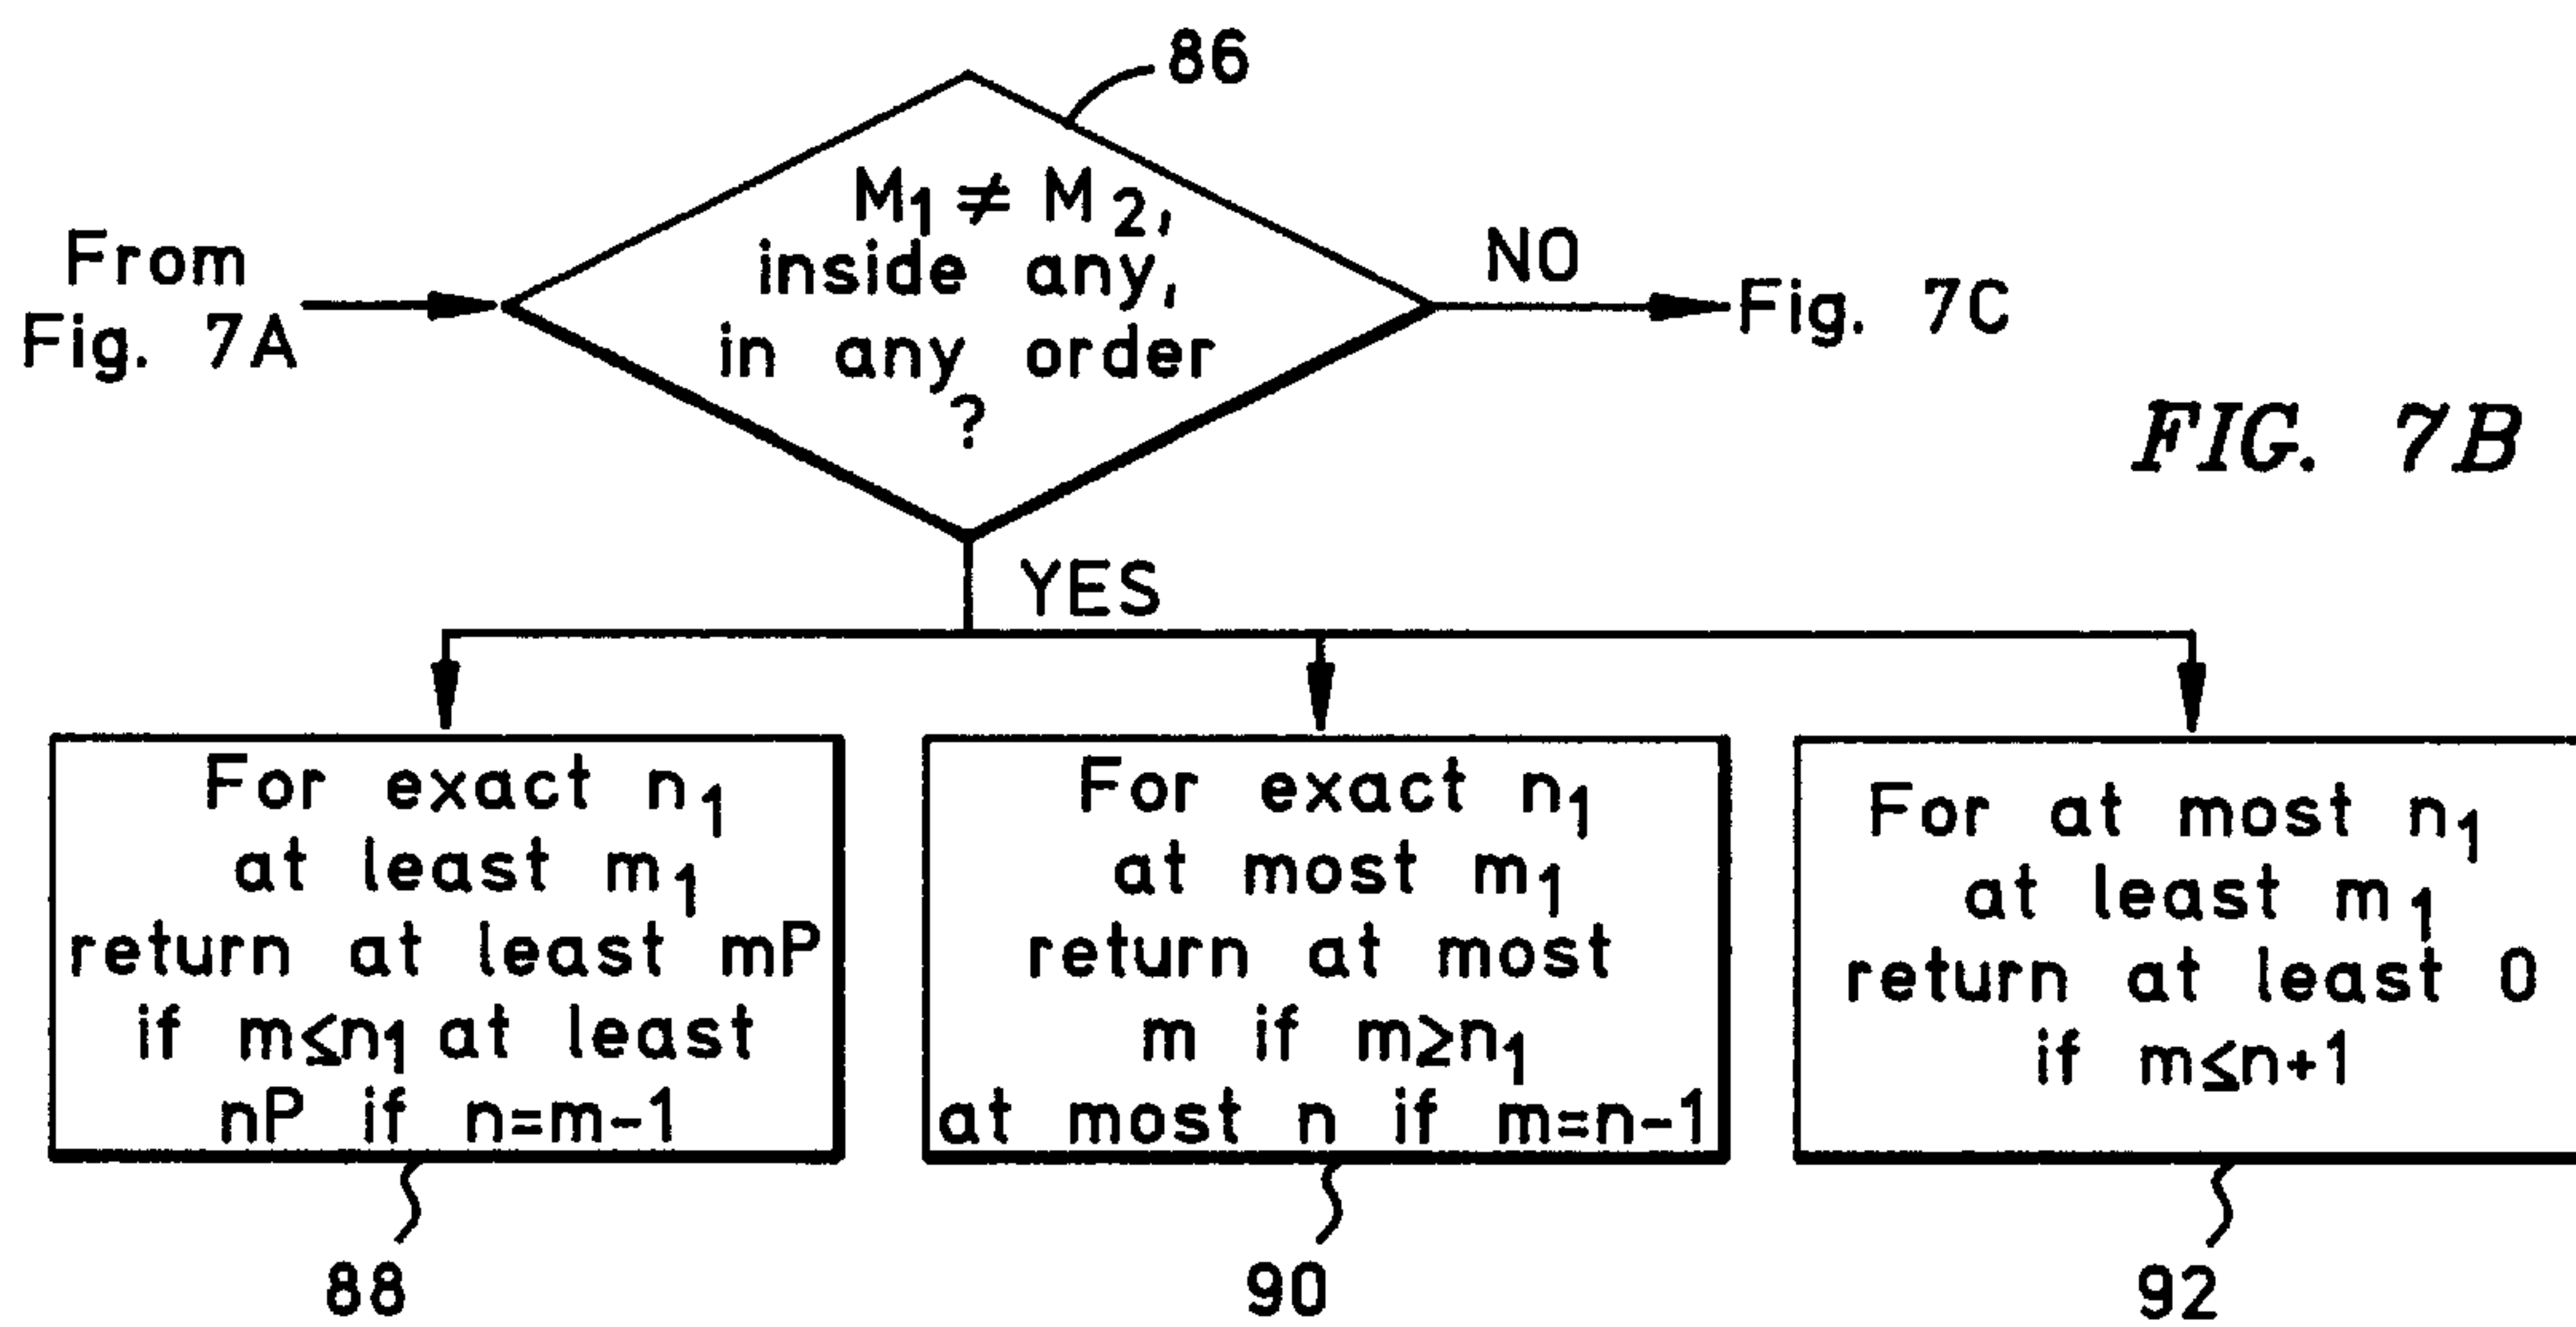 86
M₁ ≠ M₂,
inside any,
in any order
?
From
Fig. 7A
NO
Fig. 7C
FIG. 7B
YES
For exact n₁
at least m₁
return at least mP
if m≤n₁ at least
nP if n=m-1
For exact n₁
at most m₁
return at most
m if m≥n₁
at most n if m=n-1
For at most n₁
at least m₁
return at least 0
if m≤n+1
88
90
92